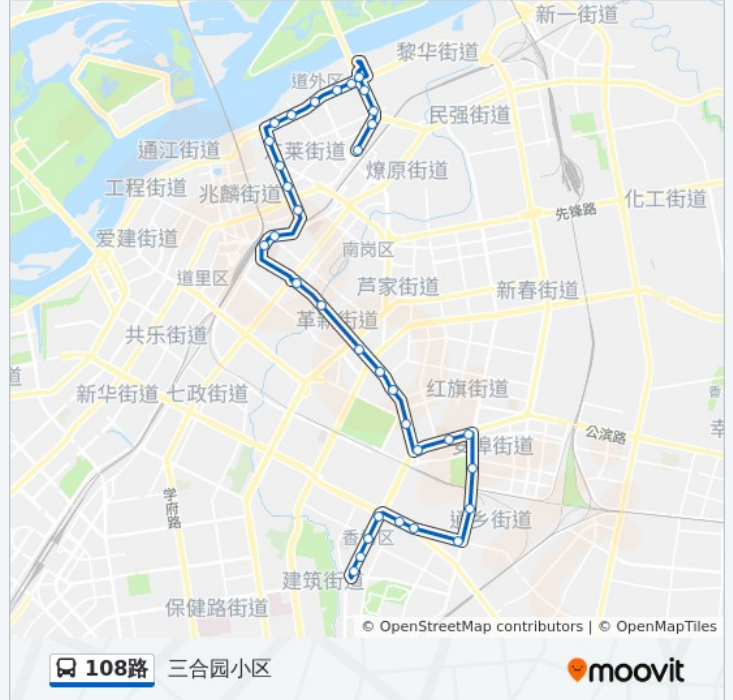 新一街道
黎华街道
道外区
民强街道
通江街道
莱街道
燎原街道
工程街道
兆麟街道
化工街道
先锋路
爱建街道
南岗区
道里区
芦家街道
新春街道
革新街道
共乐街道
道
新华街道
七政街道
红旗街道
香
幸
公滨路
安埠街道
学府路
通乡街道
香坊区
建筑街道
保健路街道
© OpenStreetMap contributors | © OpenMapTiles
108路 三合园小区
moovit